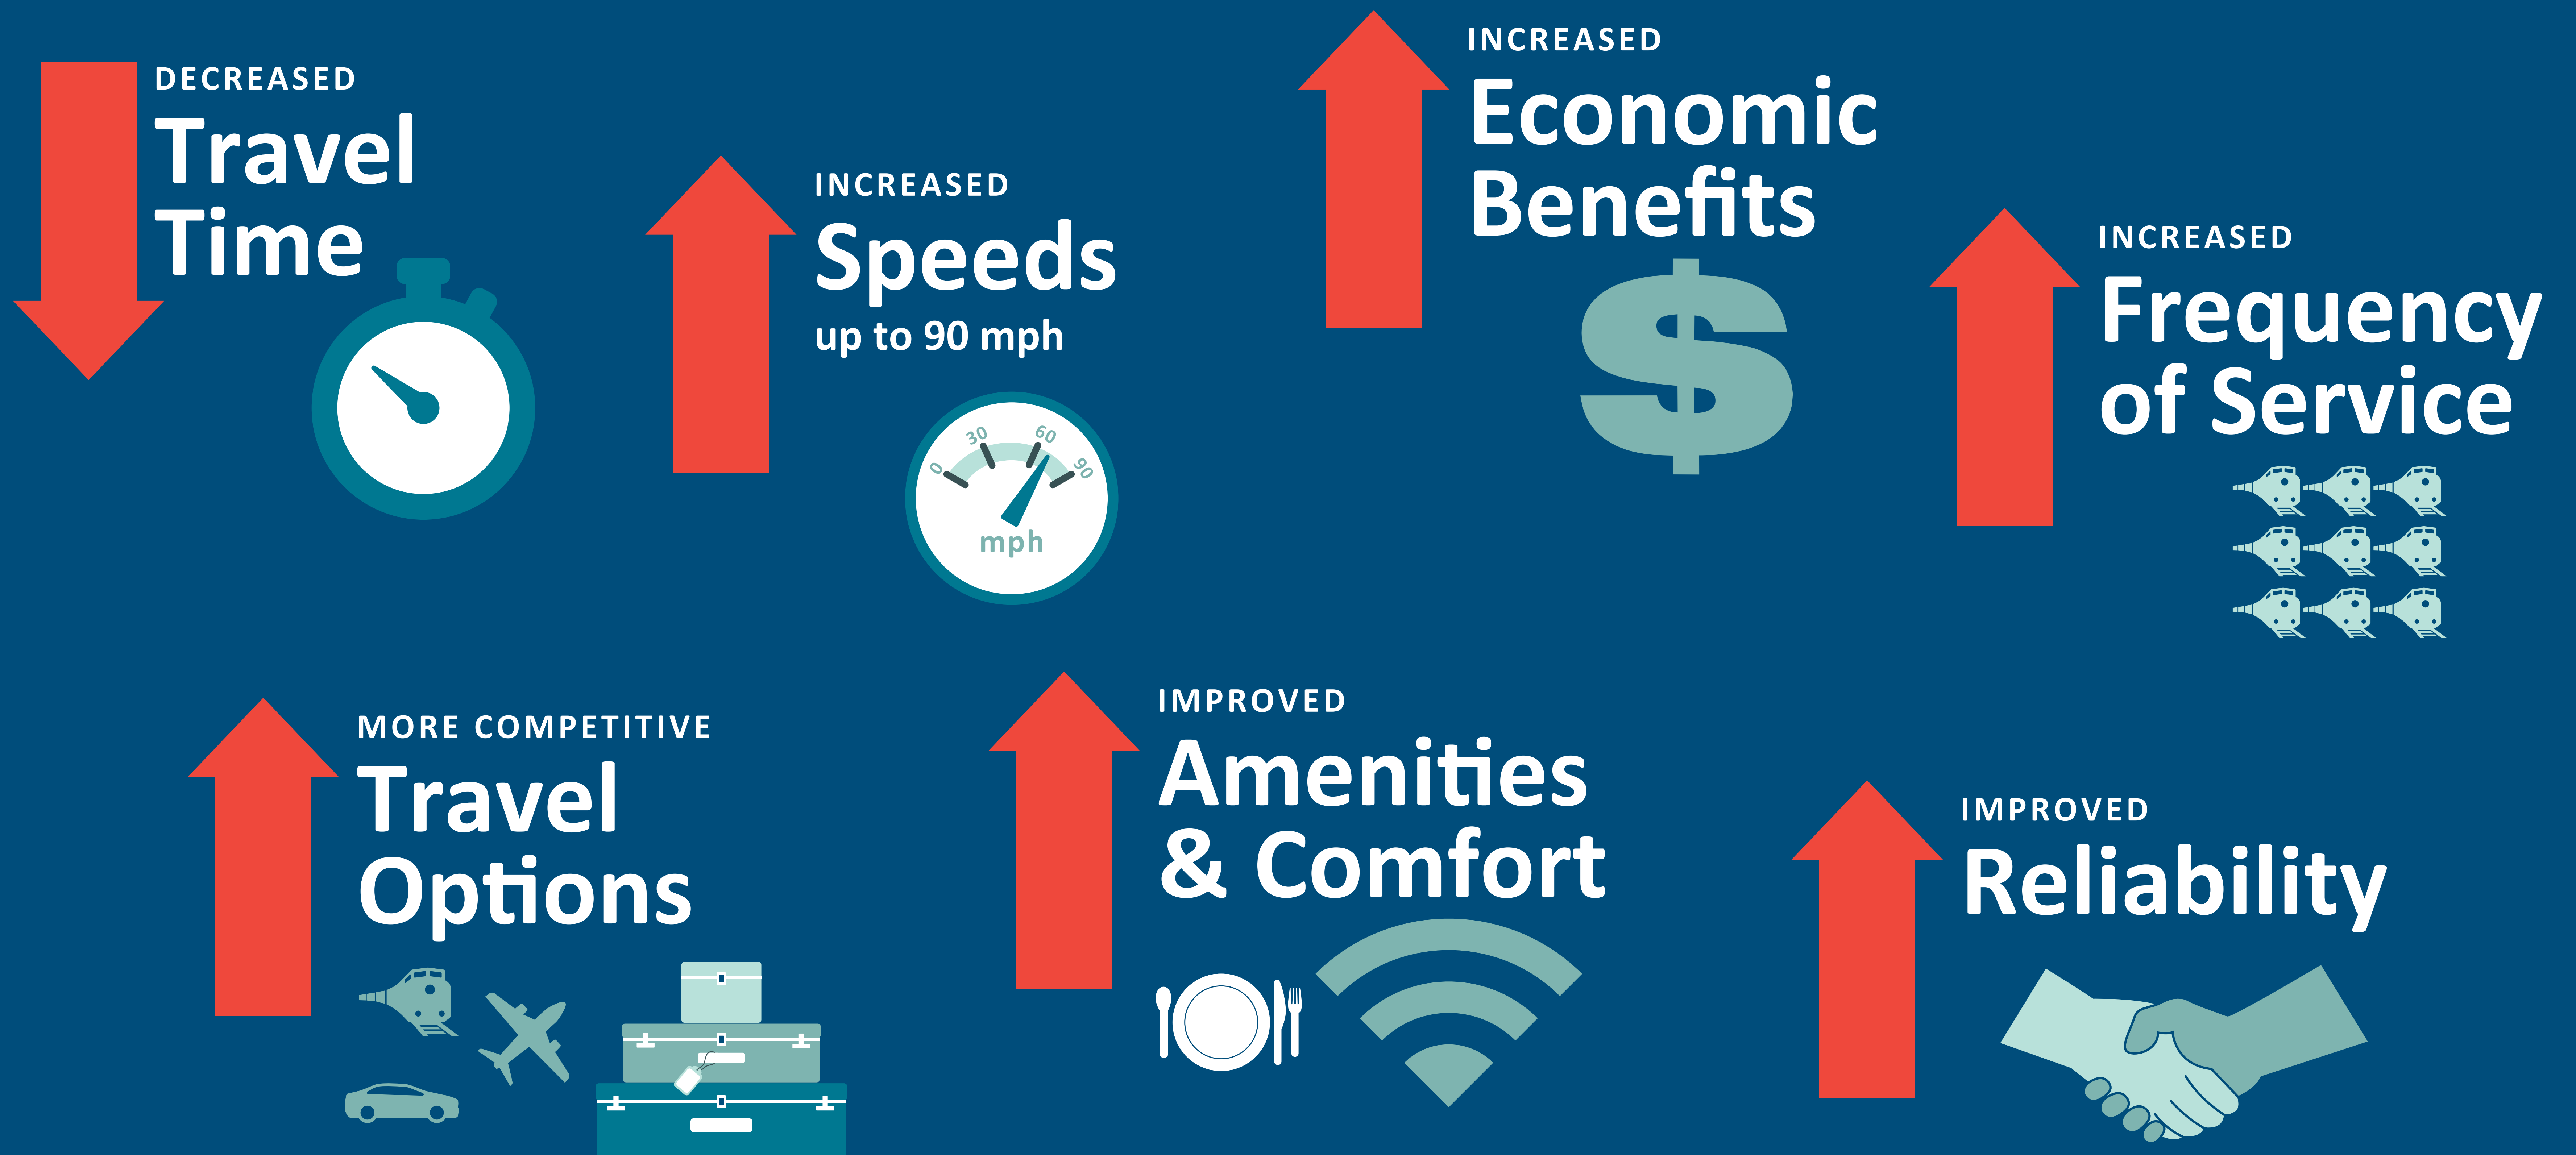 DECREASED
Travel
Time
INCREASED
Speeds
up to 90 mph
0
30
60
90
mph
INCREASED
Economic
Benefits
$
INCREASED
Frequency
of Service
MORE COMPETITIVE
Travel
Options
IMPROVED
Amenities
& Comfort
IMPROVED
Reliability